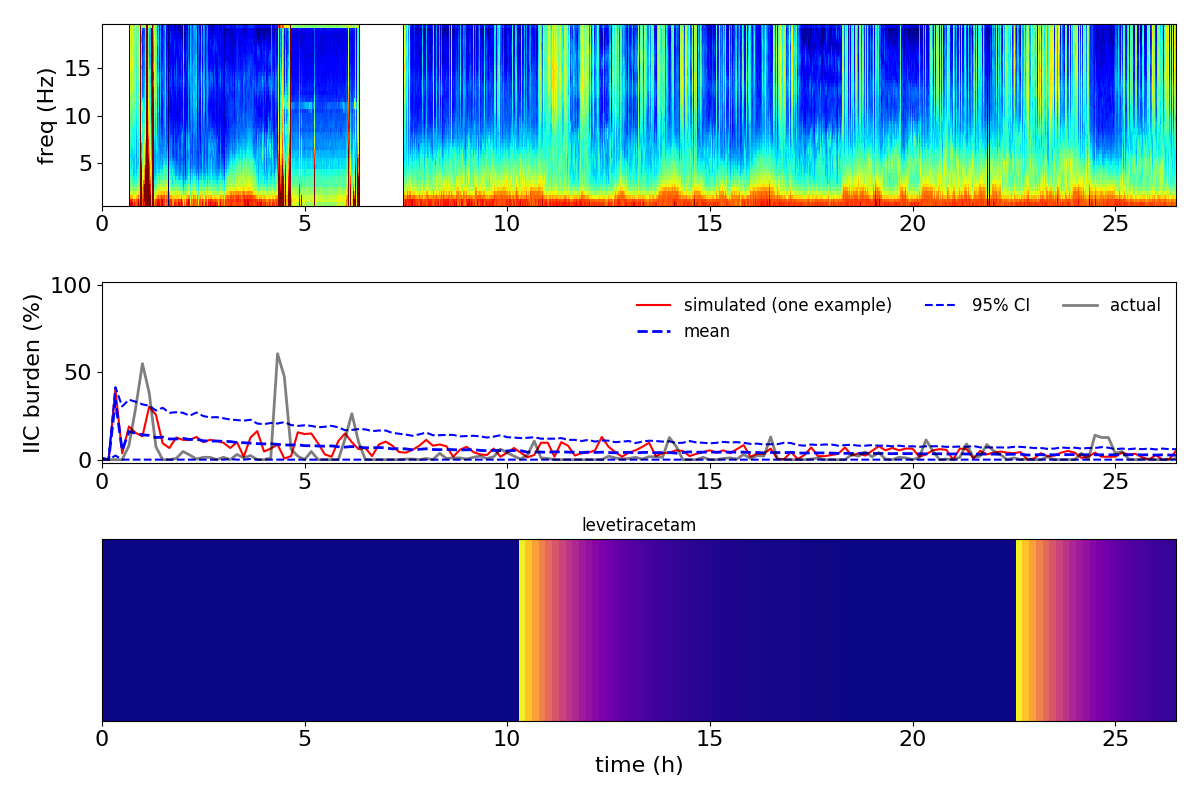 freq (Hz)
15
10
5
0 5 10 15 20 25
IIC burden (%)
100
50
0
simulated (one example) 95% CI actual
mean
0 5 10 15 20 25
levetiracetam
0 5 10 15 20 25
time (h)